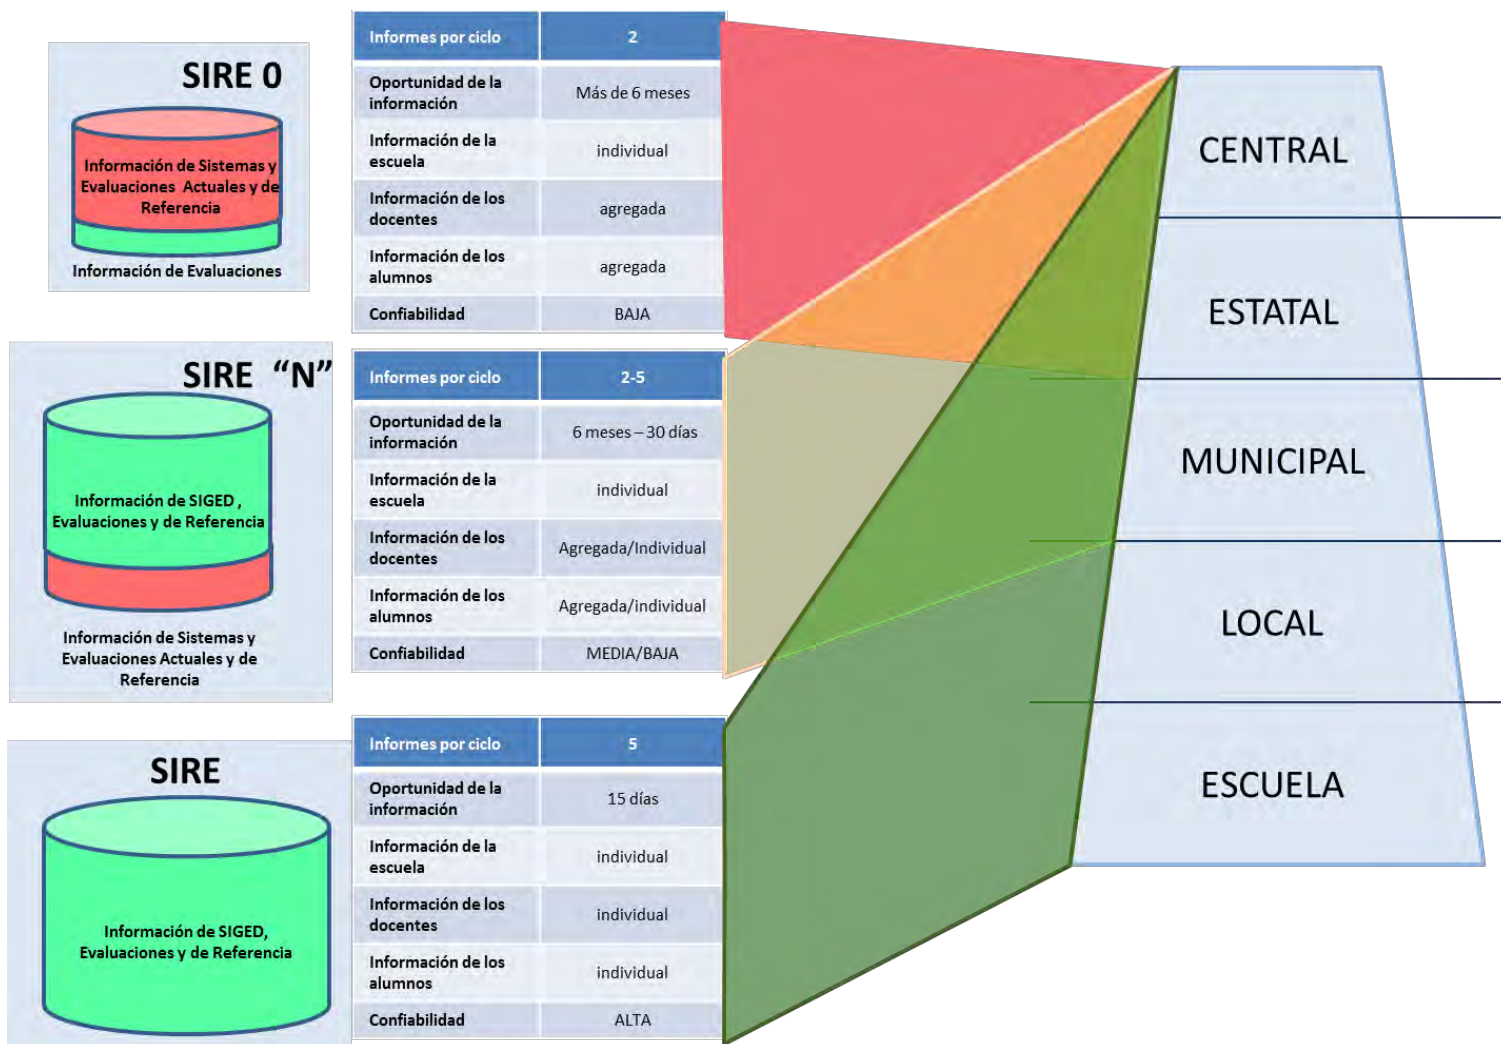 SIRE 0
Información de Sistemas y
Evaluaciones Actuales y de
Referencia
Información de Evaluaciones
Informes por ciclo 2
Oportunidad de la
información Más de 6 meses
Información de la
escuela individual
Información de los
docentes agregada
Información de los
alumnos agregada
Confiabilidad BAJA
SIRE “N”
Información de SIGED ,
Evaluaciones y de Referencia
Información de Sistemas y
Evaluaciones Actuales y de
Referencia
Informes por ciclo 2-5
Oportunidad de la
información 6 meses – 30 días
Información de la
escuela individual
Información de los
docentes Agregada/Individual
Información de los
alumnos Agregada/individual
Confiabilidad MEDIA/BAJA
SIRE
Información de SIGED,
Evaluaciones y de Referencia
Informes por ciclo 5
Oportunidad de la
información 15 días
Información de la
escuela individual
Información de los
docentes individual
Información de los
alumnos individual
Confiabilidad ALTA
CENTRAL
ESTATAL
MUNICIPAL
LOCAL
ESCUELA